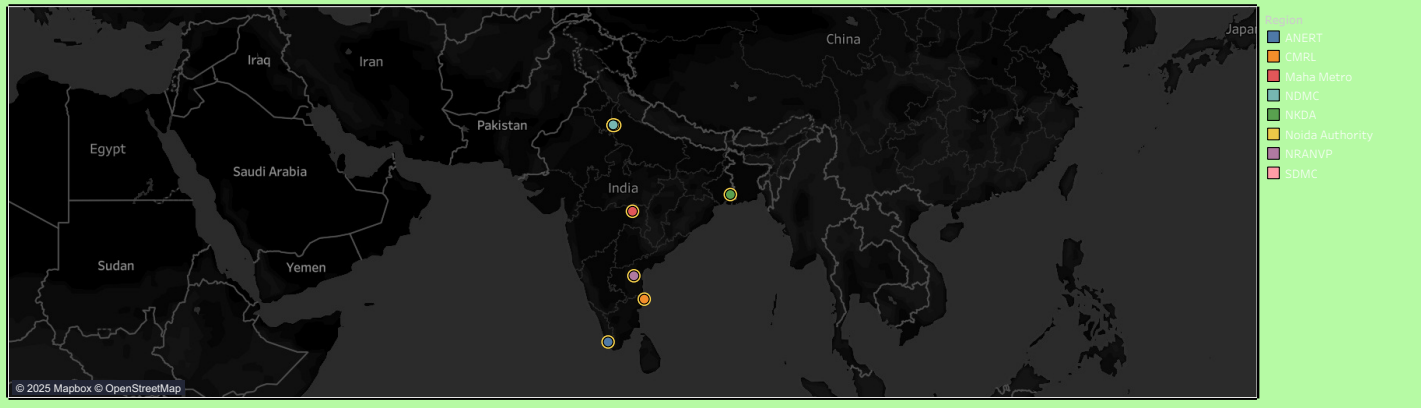 Iraq
Iran
China
Japan
Pakistan
Egypt
Saudi Arabia
India
Sudan
Yemen
© 2025 Mapbox © OpenStreetMap
Region
ANERT
CMRL
Maha Metro
NDMC
NKDA
Noida Authority
NRANVP
SDMC